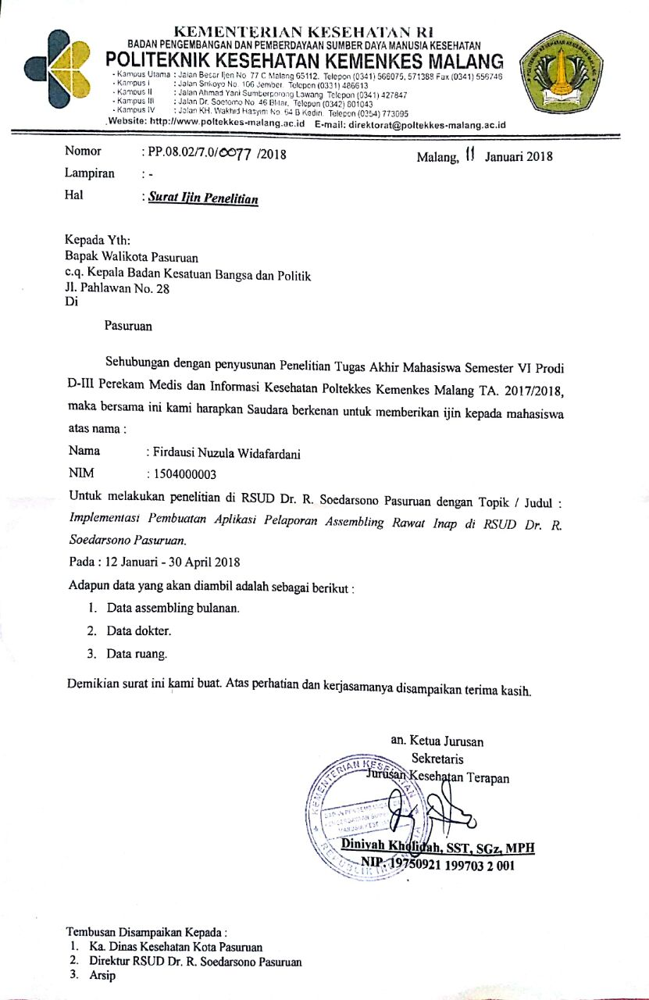 KEMENTERIAN KESEHATAN RI
BADAN PENGEMBANGAN DAN PEMBERDAYAAN SUMBER DAYA MANUSIA KESEHATAN
POLITEKNIK KESEHATAN KEMENKES MALANG
- Kampus Utama : Jalan Besar Ijen No. 77 C Malang 65112. Telepon (0341) 566075, 571388 Fax (0341) 556746
- Kampus I : Jalan Srikoyo No. 106 Jember. Telepon (0331) 486613
- Kampus II : Jalan Ahmad Yani Sumberporong Lawang Telepon (0341) 427847
- Kampus III : Jalan Dr. Soetomo No. 46 Blitar. Telepon (0342) 801043
- Kampus IV : Jalan KH. Wakhid Hasyim No. 64 B Kediri. Telepon (0354) 773095
Website: http://www.poltekkes-malang.ac.id E-mail: direktorat@poltekkes-malang.ac.id
Nomor : PP.08.02/7.0/0077 /2018 Malang, 11 Januari 2018
Lampiran : -
Hal : Surat Ijin Penelitian
Kepada Yth:
Bapak Walikota Pasuruan
c.q. Kepala Badan Kesatuan Bangsa dan Politik
Jl. Pahlawan No. 28
Di
Pasuruan
Sehubungan dengan penyusunan Penelitian Tugas Akhir Mahasiswa Semester VI Prodi
D-III Perekam Medis dan Informasi Kesehatan Poltekkes Kemenkes Malang TA. 2017/2018,
maka bersama ini kami harapkan Saudara berkenan untuk memberikan ijin kepada mahasiswa
atas nama :
Nama : Firdausi Nuzula Widafardani
NIM : 1504000003
Untuk melakukan penelitian di RSUD Dr. R. Soedarsono Pasuruan dengan Topik / Judul :
Implementasi Pembuatan Aplikasi Pelaporan Assembling Rawat Inap di RSUD Dr. R.
Soedarsono Pasuruan.
Pada : 12 Januari - 30 April 2018
Adapun data yang akan diambil adalah sebagai berikut :
1. Data assembling bulanan.
2. Data dokter.
3. Data ruang.
Demikian surat ini kami buat. Atas perhatian dan kerjasamanya disampaikan terima kasih.
an. Ketua Jurusan
Sekretaris
Jurusan Kesehatan Terapan
KEMENTERIAN KESEHATAN
Diniyah Kholidah, SST, SGz, MPH
NIP. 19750921 199703 2 001
Tembusan Disampaikan Kepada :
1. Ka. Dinas Kesehatan Kota Pasuruan
2. Direktur RSUD Dr. R. Soedarsono Pasuruan
3. Arsip